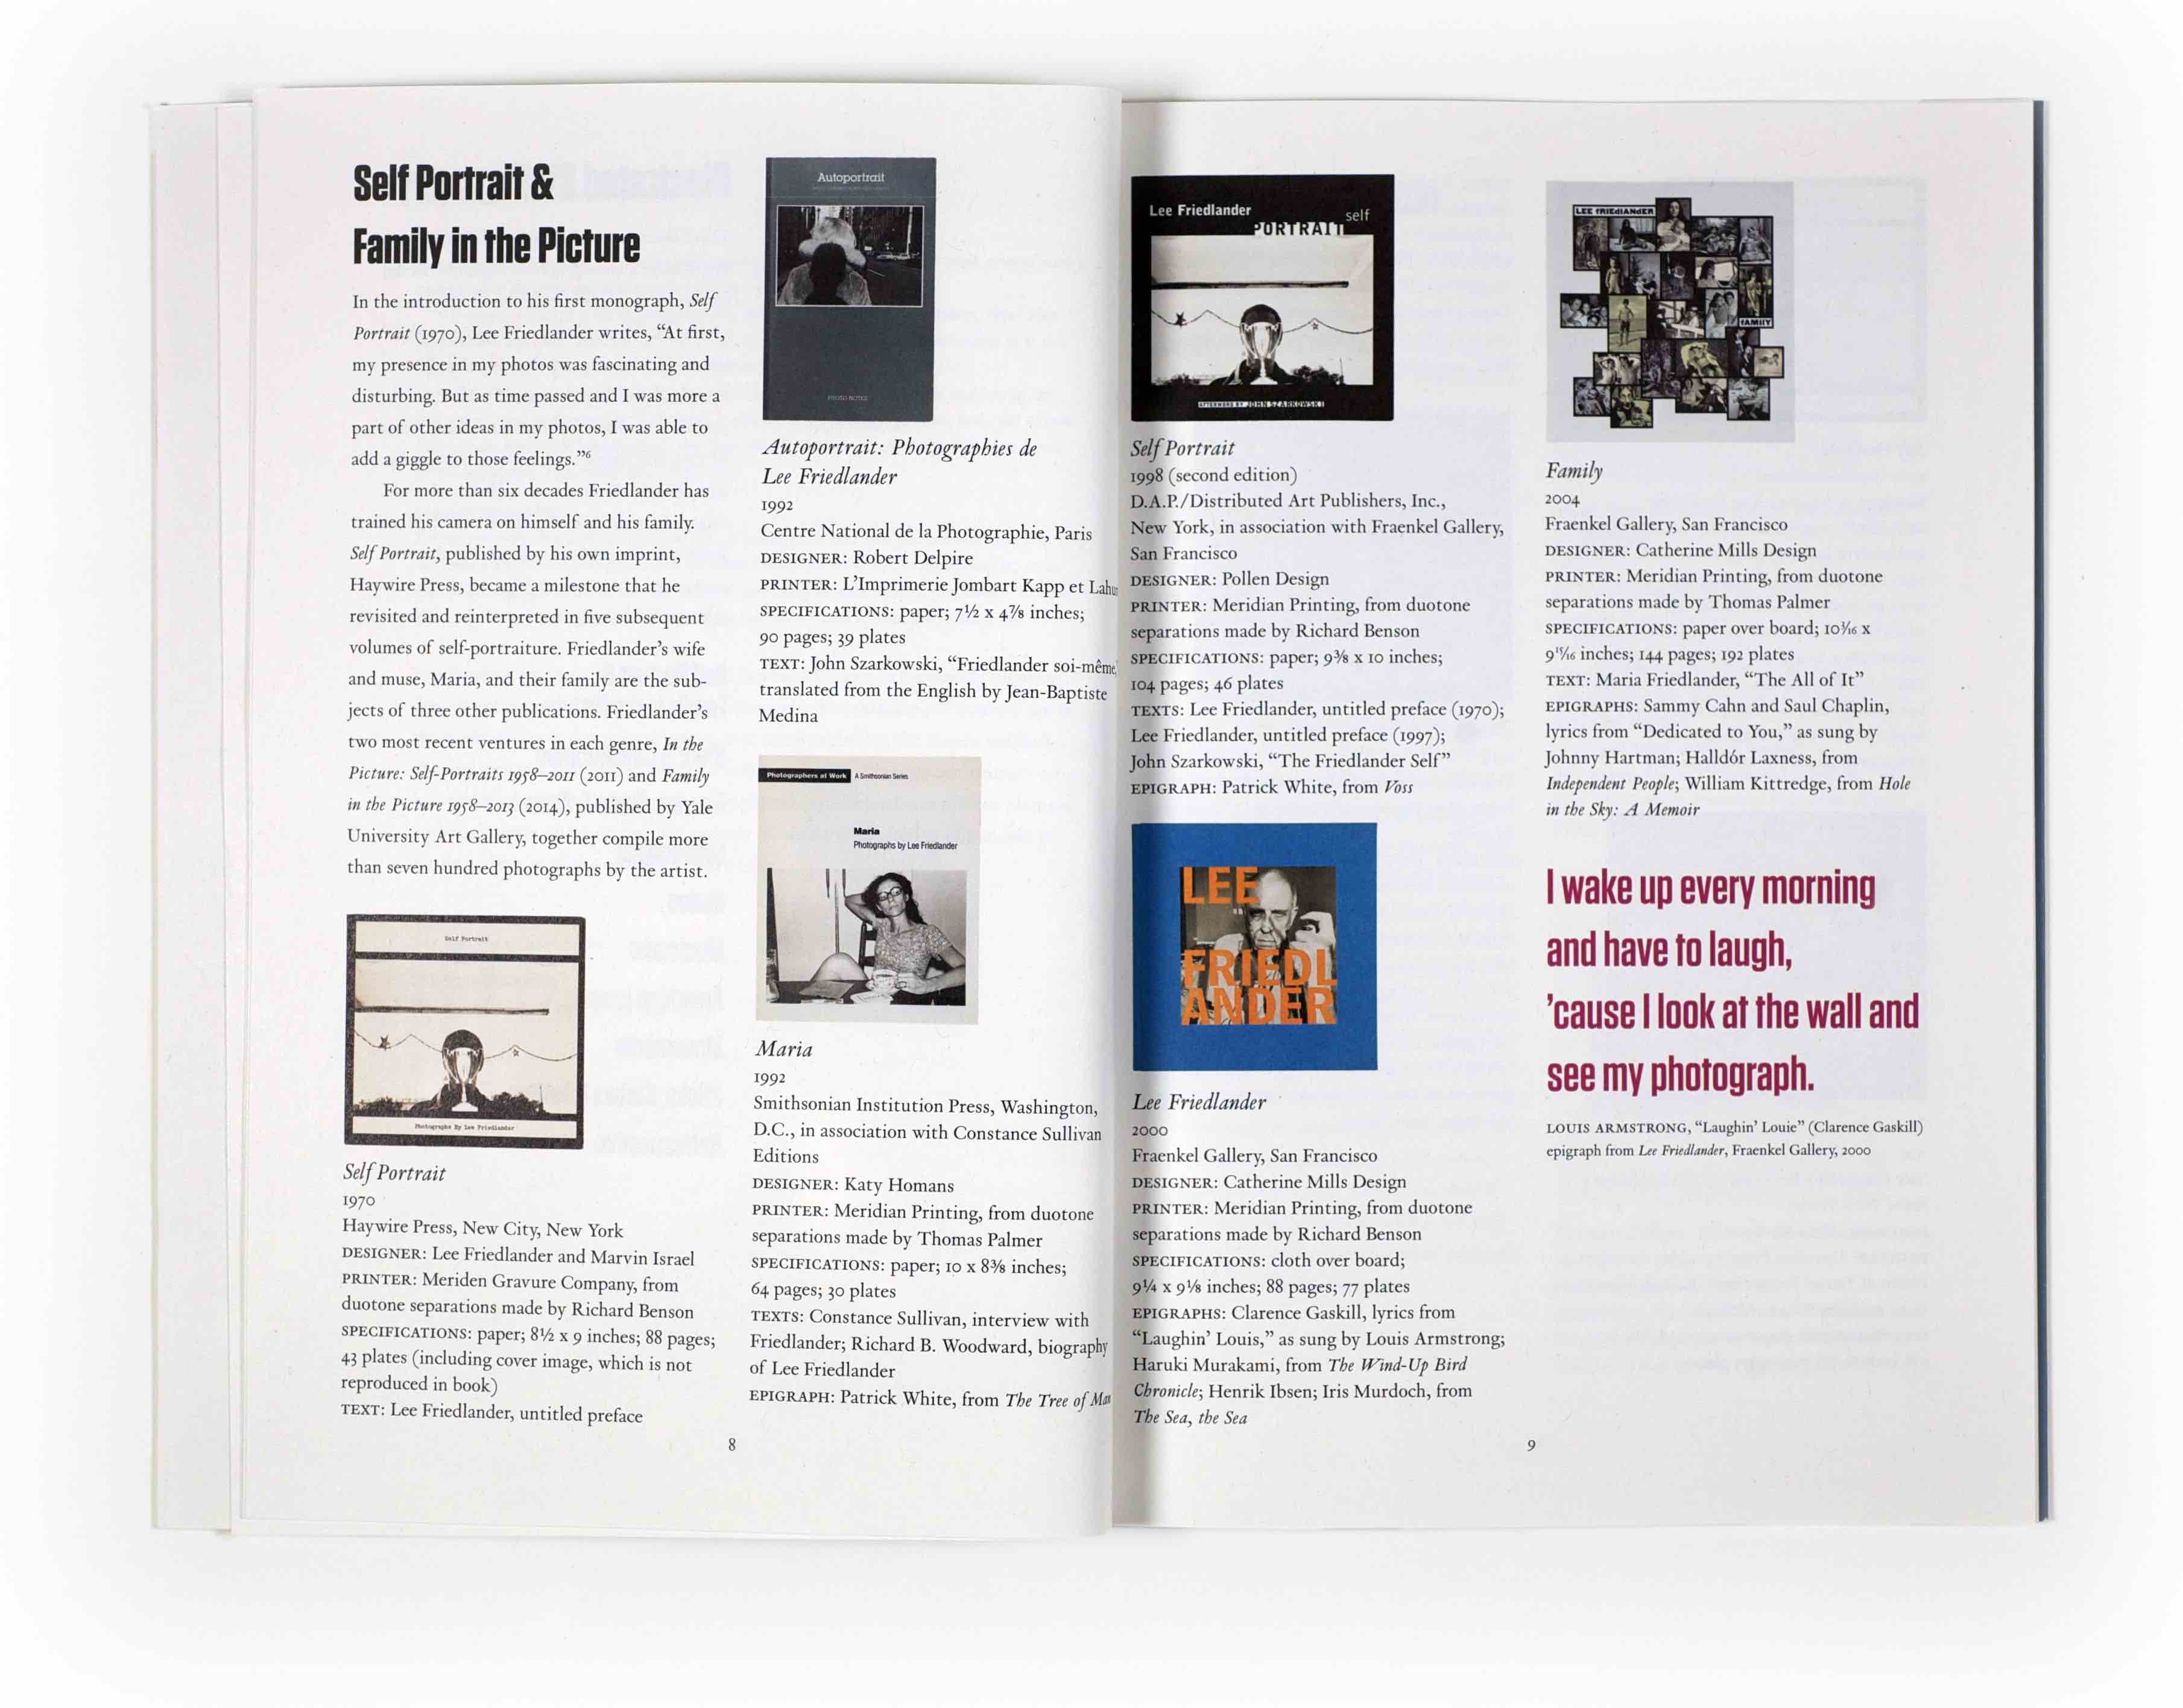 Self Portrait &
Family in the Picture
In the introduction to his first monograph, Self
Portrait (1970), Lee Friedlander writes, “At first,
my presence in my photos was fascinating and
disturbing. But as time passed and I was more a
part of other ideas in my photos, I was able to
add a giggle to those feelings.”6
For more than six decades Friedlander has
trained his camera on himself and his family.
Self Portrait, published by his own imprint,
Haywire Press, became a milestone that he
revisited and reinterpreted in five subsequent
volumes of self-portraiture. Friedlander’s wife
and muse, Maria, and their family are the sub-
jects of three other publications. Friedlander’s
two most recent ventures in each genre, In the
Picture: Self-Portraits 1958–2011 (2011) and Family
in the Picture 1958–2013 (2014), published by Yale
University Art Gallery, together compile more
than seven hundred photographs by the artist.
Self Portrait
Photographs By Lee Friedlander
Self Portrait
1970
Haywire Press, New City, New York
DESIGNER: Lee Friedlander and Marvin Israel
PRINTER: Meriden Gravure Company, from
duotone separations made by Richard Benson
SPECIFICATIONS: paper; 8½ x 9 inches; 88 pages;
43 plates (including cover image, which is not
reproduced in book)
TEXT: Lee Friedlander, untitled preface
8
Autoportrait
PHOTO NOTES
Autoportrait: Photographies de
Lee Friedlander
1992
Centre National de la Photographie, Paris
DESIGNER: Robert Delpire
PRINTER: L’Imprimerie Jombart Kapp et
SPECIFICATIONS: paper; 7½ x 4⅞ inches;
90 pages; 39 plates
TEXT: John Szarkowski, “Friedlander soi-même
translated from the English by Jean-Baptiste
Medina
Photographers at Work A Smithsonian Series
Maria
Photographs by Lee Friedlander
Maria
1992
Smithsonian Institution Press, Washington,
D.C., in association with Constance Sullivan
Editions
DESIGNER: Katy Homans
PRINTER: Meridian Printing, from duotone
separations made by Thomas Palmer
SPECIFICATIONS: paper; 10 x 8⅜ inches;
64 pages; 30 plates
TEXTS: Constance Sullivan, interview with
Friedlander; Richard B. Woodward, biography
of Lee Friedlander
EPIGRAPH: Patrick White, from The Tree of Man
Lee Friedlander self
PORTRAIT
AFTERWORD BY JOHN SZARKOWSKI
Self Portrait
1998 (second edition)
D.A.P./Distributed Art Publishers, Inc.,
New York, in association with Fraenkel Gallery,
San Francisco
DESIGNER: Pollen Design
PRINTER: Meridian Printing, from duotone
separations made by Richard Benson
SPECIFICATIONS: paper; 9⅜ x 10 inches;
104 pages; 46 plates
TEXTS: Lee Friedlander, untitled preface (1970);
Lee Friedlander, untitled preface (1997);
John Szarkowski, “The Friedlander Self”
EPIGRAPH: Patrick White, from Voss
LEE
FRIEDL
ANDER
Lee Friedlander
2000
Fraenkel Gallery, San Francisco
DESIGNER: Catherine Mills Design
PRINTER: Meridian Printing, from duotone
separations made by Richard Benson
SPECIFICATIONS: cloth over board;
9¼ x 9⅛ inches; 88 pages; 77 plates
EPIGRAPHS: Clarence Gaskill, lyrics from
“Laughin’ Louis,” as sung by Louis Armstrong;
Haruki Murakami, from The Wind-Up Bird
Chronicle; Henrik Ibsen; Iris Murdoch, from
The Sea, the Sea
LEE FRIEDLANDER
FAMILY
Family
2004
Fraenkel Gallery, San Francisco
DESIGNER: Catherine Mills Design
PRINTER: Meridian Printing, from duotone
separations made by Thomas Palmer
SPECIFICATIONS: paper over board; 10 3/16 x
9 15/16 inches; 144 pages; 192 plates
TEXT: Maria Friedlander, “The All of It”
EPIGRAPHS: Sammy Cahn and Saul Chaplin,
lyrics from “Dedicated to You,” as sung by
Johnny Hartman; Halldór Laxness, from
Independent People; William Kittredge, from Hole
in the Sky: A Memoir
I wake up every morning
and have to laugh,
’cause I look at the wall and
see my photograph.
LOUIS ARMSTRONG, “Laughin’ Louie” (Clarence Gaskill)
epigraph from Lee Friedlander, Fraenkel Gallery, 2000
9